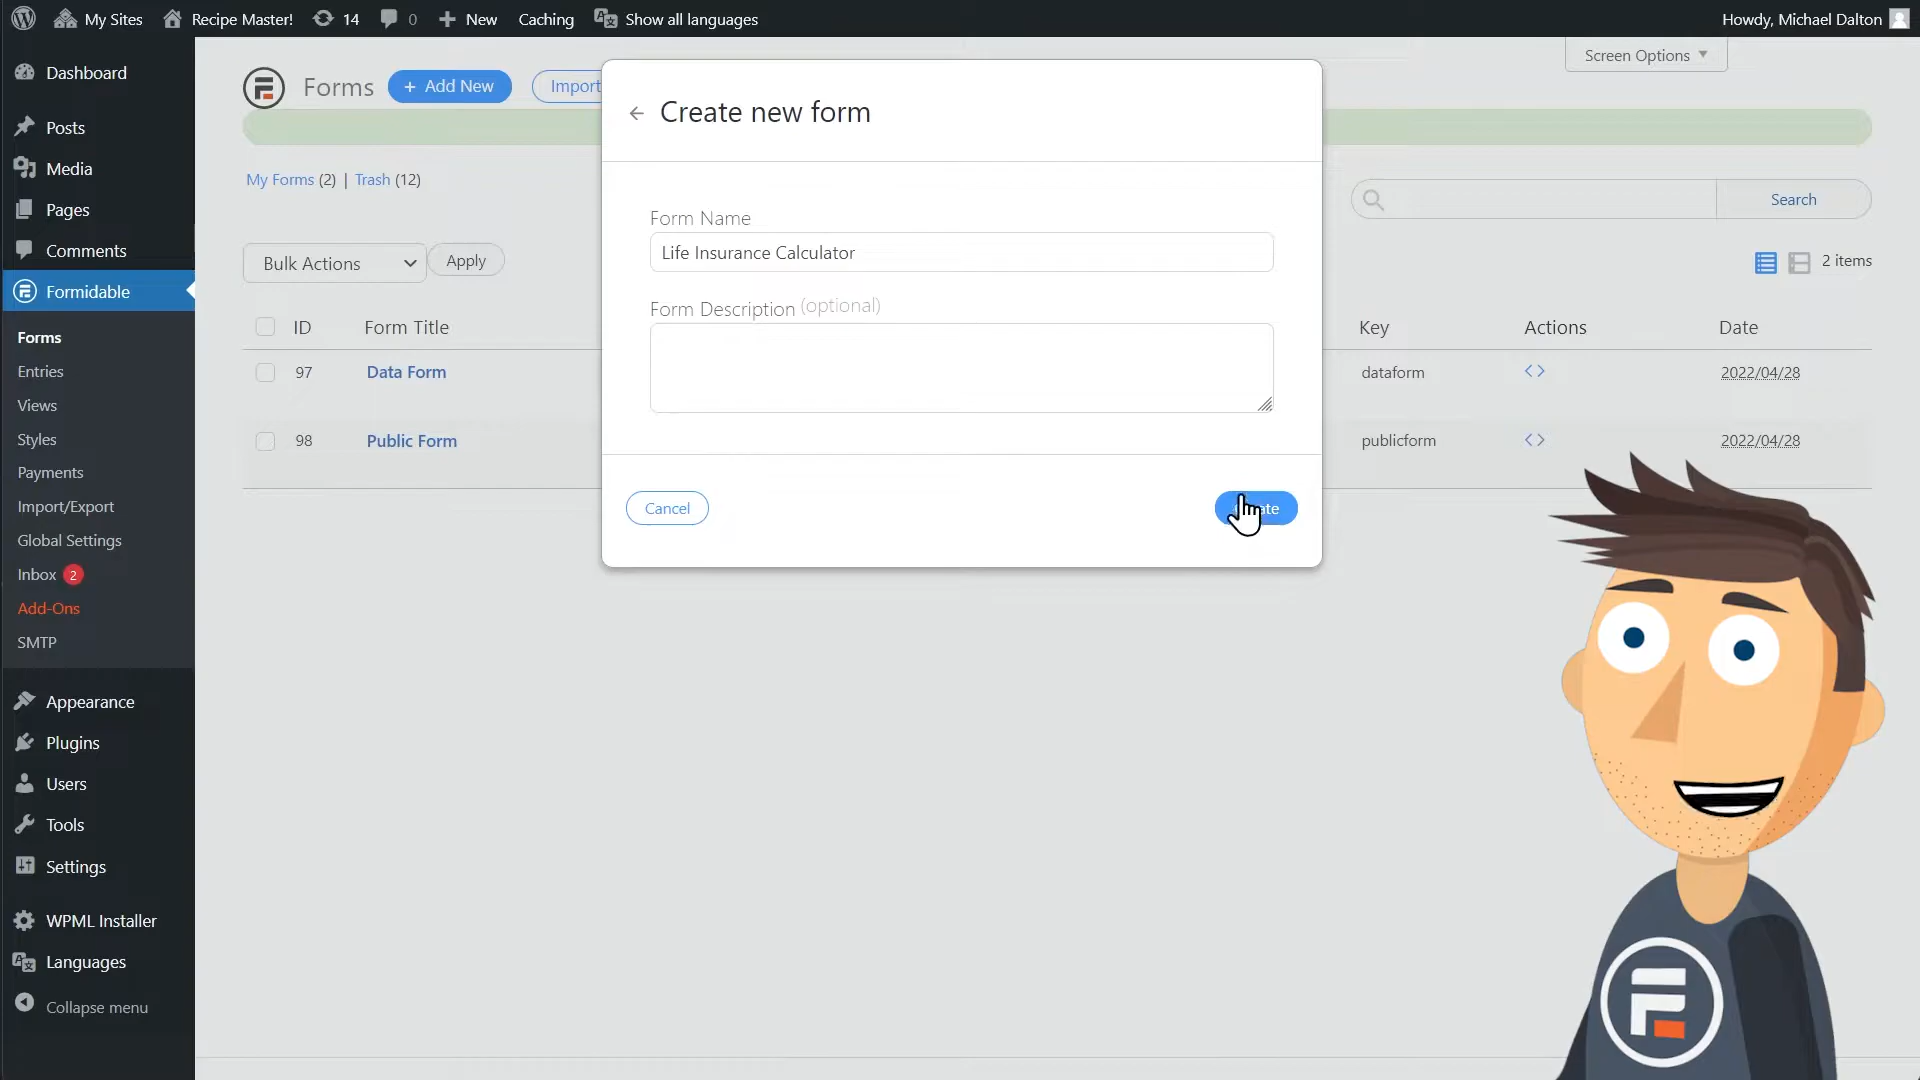 My Sites
Recipe Master!
14
0
New
Caching
Show all languages
Howdy, Michael Dalton
Screen Options
Dashboard
Posts
Media
Pages
Comments
Formidable
Forms
Entries
Views
Styles
Payments
Import/Export
Global Settings
Inbox 2
Add-Ons
SMTP
Appearance
Plugins
Users
Tools
Settings
WPML Installer
Languages
Collapse menu
Forms
+ Add New
Import
My Forms (2) | Trash (12)
Search
Bulk Actions
Apply
2 items
ID Form Title Key Actions Date
97 Data Form dataform 2022/04/28
98 Public Form publicform 2022/04/28
Create new form
Form Name
Life Insurance Calculator
Form Description (optional)
Cancel